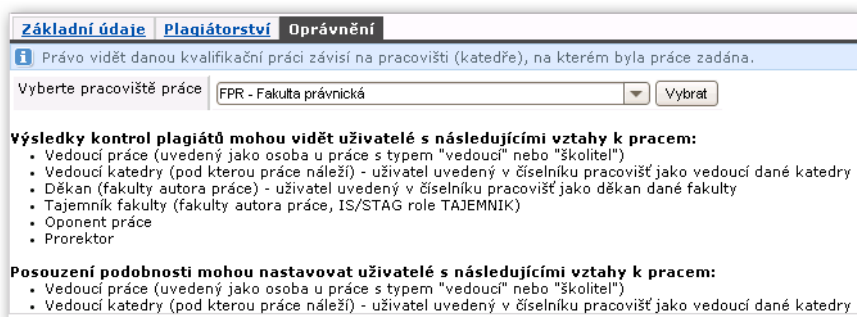 Základní údaje Plagiátorství Oprávnění
Právo vidět danou kvalifikační práci závisí na pracovišti (katedře), na kterém byla práce zadána.
Vyberte pracoviště práce FPR - Fakulta právnická Vybrat
Výsledky kontrol plagiátů mohou vidět uživatelé s následujícími vztahy k pracem:
• Vedoucí práce (uvedený jako osoba u práce s typem "vedoucí" nebo "školitel")
• Vedoucí katedry (pod kterou práce náleží) - uživatel uvedený v číselníku pracovišť jako vedoucí dané katedry
• Děkan (fakulty autora práce) - uživatel uvedený v číselníku pracovišť jako děkan dané fakulty
• Tajemník fakulty (fakulty autora práce, IS/STAG role TAJEMNIK)
• Oponent práce
• Prorektor
Posouzení podobnosti mohou nastavovat uživatelé s následujícími vztahy k pracem:
• Vedoucí práce (uvedený jako osoba u práce s typem "vedoucí" nebo "školitel")
• Vedoucí katedry (pod kterou práce náleží) - uživatel uvedený v číselníku pracovišť jako vedoucí dané katedry